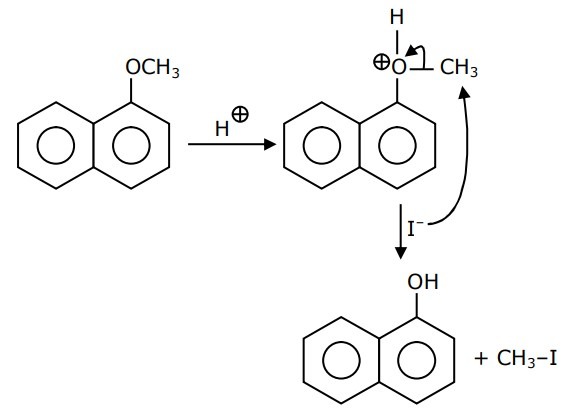 H
OCH₃
⊕O CH₃
H⊕
I⁻
OH
+ CH₃–I